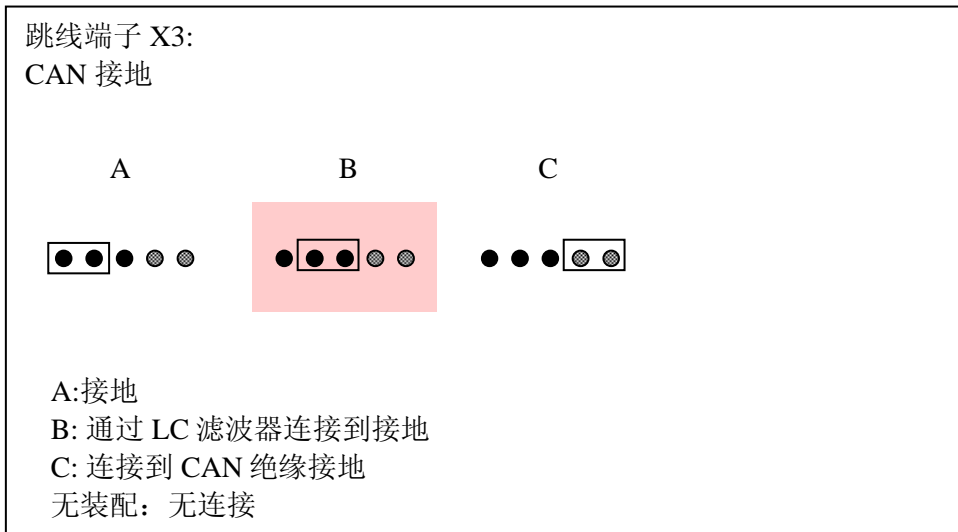 跳线端子 X3:
CAN 接地
A B C
A:接地
B: 通过 LC 滤波器连接到接地
C: 连接到 CAN 绝缘接地
无装配：无连接